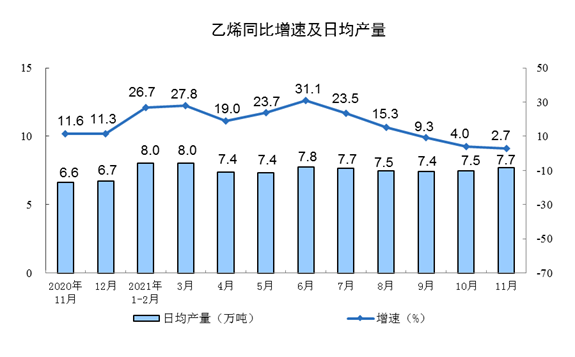 乙烯同比增速及日均产量
15
10
5
0
50
30
10
-10
-30
-50
-70
11.6
11.3
26.7
27.8
19.0
23.7
31.1
23.5
15.3
9.3
4.0
2.7
6.6
6.7
8.0
8.0
7.4
7.4
7.8
7.7
7.5
7.4
7.5
7.7
2020年
11月
12月
2021年
1-2月
3月
4月
5月
6月
7月
8月
9月
10月
11月
日均产量（万吨）
增速（%）